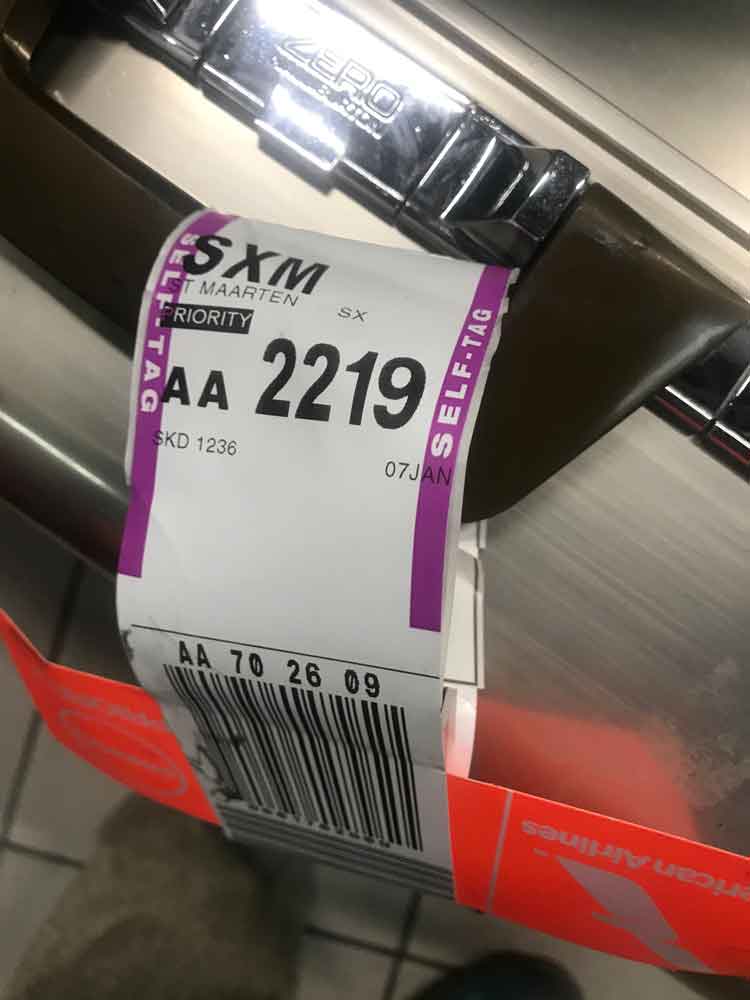 ZERO
SXM
ST MAARTEN SX
PRIORITY
AA 2219
SKD 1236
07JAN
SELF-TAG
SELF-TAG
AA 70 26 09
American Airlines